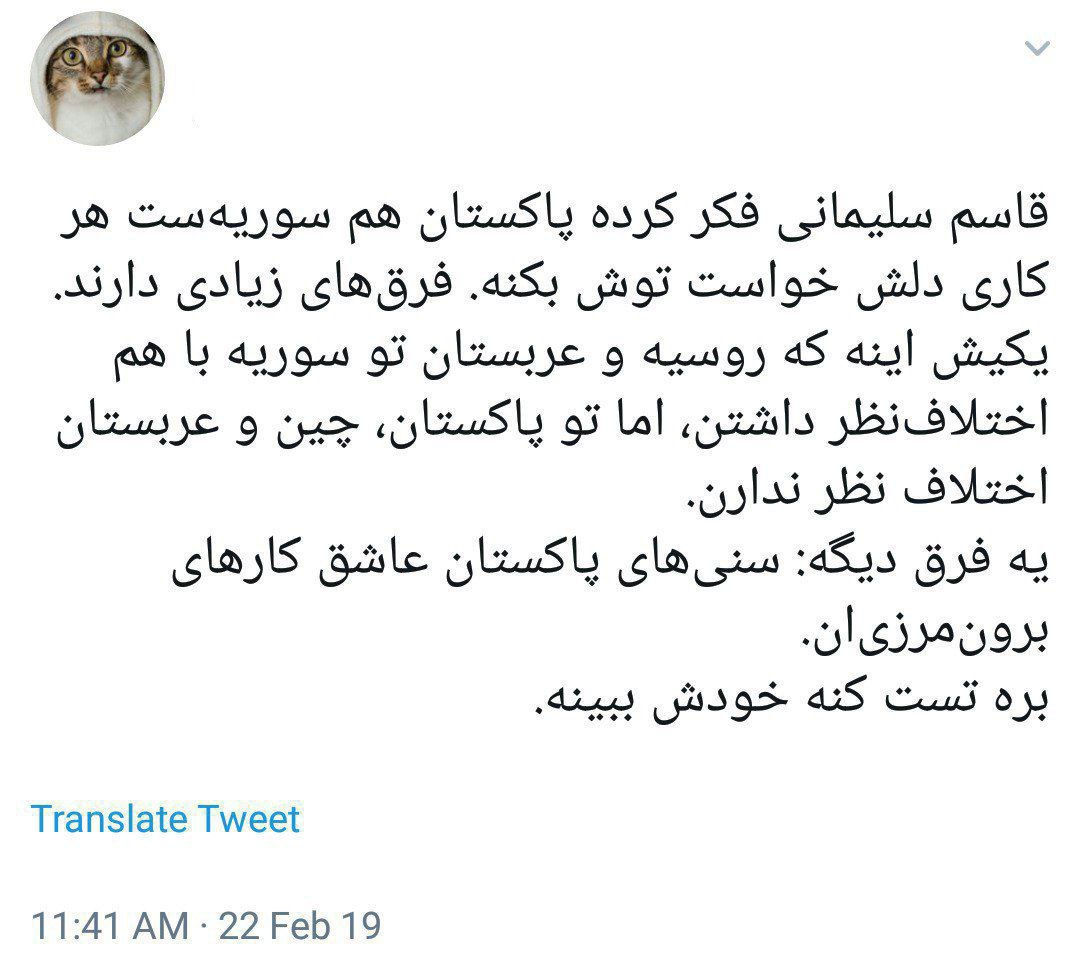 قاسم سلیمانی فکر کرده پاکستان هم سوریه‌ست هر
کاری دلش خواست توش بکنه. فرق‌های زیادی دارند.
یکیش اینه که روسیه و عربستان تو سوریه با هم
اختلاف‌نظر داشتن، اما تو پاکستان، چین و عربستان
اختلاف نظر ندارن.
یه فرق دیگه: سنی‌های پاکستان عاشق کارهای
برون‌مرزی‌ان.
بره تست کنه خودش ببینه.
Translate Tweet
11:41 AM · 22 Feb 19